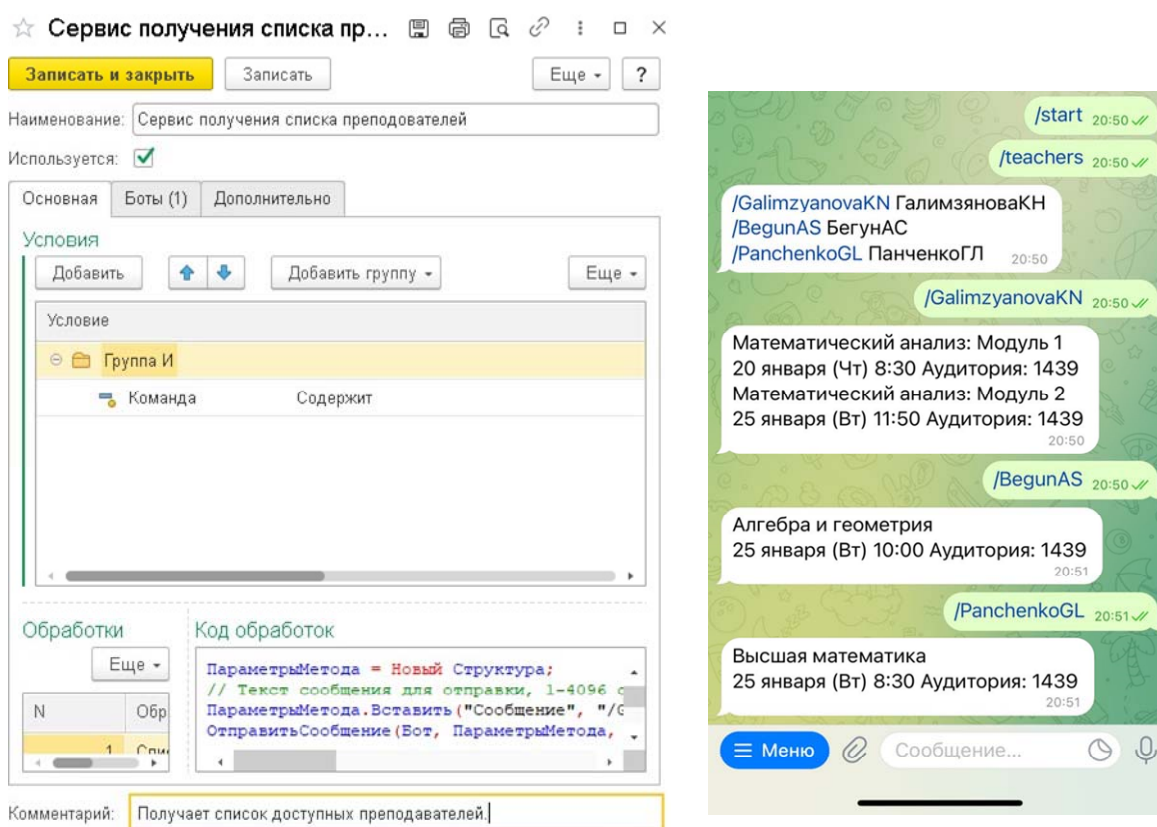 Сервис получения списка пр...
Записать и закрыть
Записать
Еще
?
Наименование: Сервис получения списка преподователей
Используется:
Основная
Боты (1)
Дополнительно
Условия
Добавить
Добавить группу
Еще
Условие
Группа И
Команда Содержит
Обработки
Еще
N Обр
1 Спи
Код обработок
ПараметрыМетода = Новый Структура;
// Текст сообщения для отправки, 1-4096 с
ПараметрыМетода.Вставить("Сообщение", "/G
ОтправитьСообщение(Бот, ПараметрыМетода,
Комментарий: Получает список доступных преподавателей.
/start 20:50
/teachers 20:50
/GalimzyanovaKN ГалимзяноваКН
/BegunAS БегунАС
/PanchenkoGL ПанченкоГЛ 20:50
/GalimzyanovaKN 20:50
Математический анализ: Модуль 1
20 января (Чт) 8:30 Аудитория: 1439
Математический анализ: Модуль 2
25 января (Вт) 11:50 Аудитория: 1439
20:50
/BegunAS 20:50
Алгебра и геометрия
25 января (Вт) 10:00 Аудитория: 1439
20:51
/PanchenkoGL 20:51
Высшая математика
25 января (Вт) 8:30 Аудитория: 1439
20:51
Меню
Сообщение...